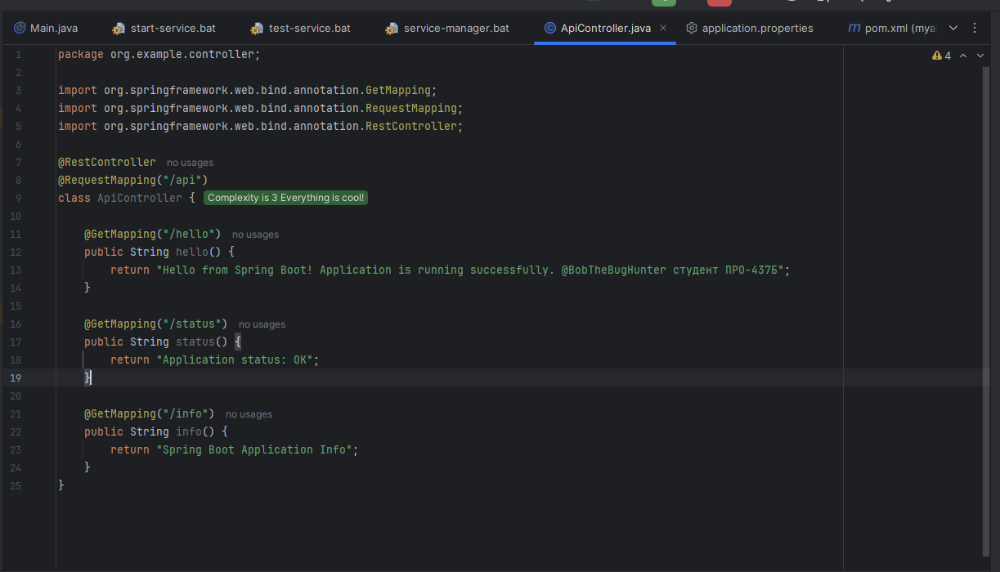 Main.java start-service.bat test-service.bat service-manager.bat ApiController.java application.properties pom.xml (mya
1 package org.example.controller; 4
2
3 import org.springframework.web.bind.annotation.GetMapping;
4 import org.springframework.web.bind.annotation.RequestMapping;
5 import org.springframework.web.bind.annotation.RestController;
6
7 @RestController no usages
8 @RequestMapping("/api")
9 class ApiController { Complexity is 3 Everything is cool!
10
11 @GetMapping("/hello") no usages
12 public String hello() {
13 return "Hello from Spring Boot! Application is running successfully. @BobTheBugHunter студент ПРО-437Б";
14 }
15
16 @GetMapping("/status") no usages
17 public String status() {
18 return "Application status: OK";
19 }
20
21 @GetMapping("/info") no usages
22 public String info() {
23 return "Spring Boot Application Info";
24 }
25 }